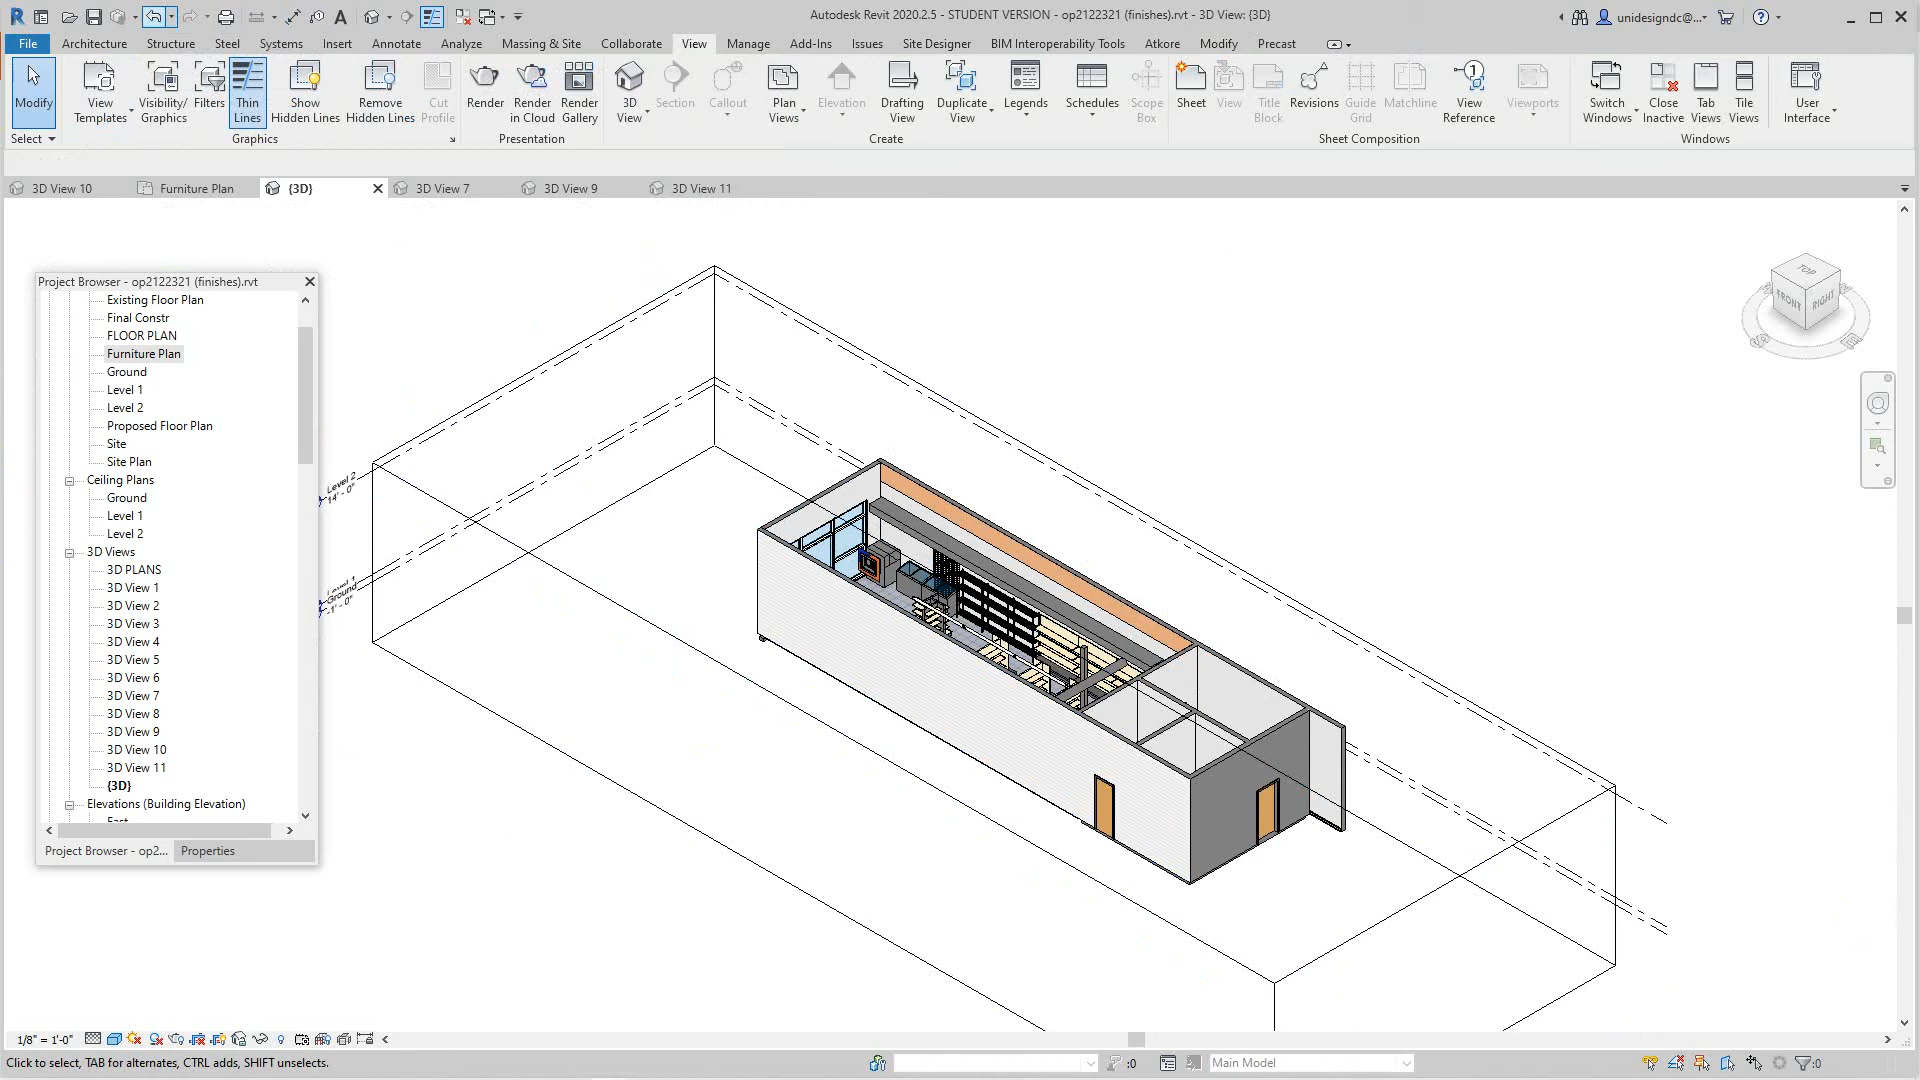 Autodesk Revit 2020.2.5 - STUDENT VERSION - op2122321 (finishes).rvt - 3D View: {3D}
unidesigndc@...
File Architecture Structure Steel Systems Insert Annotate Analyze Massing & Site Collaborate View Manage Add-Ins Issues Site Designer BIM Interoperability Tools Atkore Modify Precast
Modify
View Templates
Visibility/ Graphics
Filters
Thin Lines
Show Hidden Lines
Remove Hidden Lines
Cut Profile
Render
Render in Cloud
Render Gallery
3D View
Section
Callout
Plan Views
Elevation
Drafting View
Duplicate View
Legends
Schedules
Scope Box
Sheet
View
Title Block
Revisions
Guide Grid
Matchline
View Reference
Viewports
Switch Windows
Close Inactive
Tab Views
Tile Views
User Interface
Select Graphics Presentation Create Sheet Composition Windows
3D View 10 Furniture Plan {3D} 3D View 7 3D View 9 3D View 11
Project Browser - op2122321 (finishes).rvt
Existing Floor Plan
Final Constr
FLOOR PLAN
Furniture Plan
Ground
Level 1
Level 2
Proposed Floor Plan
Site
Site Plan
Ceiling Plans
Ground
Level 1
Level 2
3D Views
3D PLANS
3D View 1
3D View 2
3D View 3
3D View 4
3D View 5
3D View 6
3D View 7
3D View 8
3D View 9
3D View 10
3D View 11
{3D}
Elevations (Building Elevation)
East
Project Browser - op2... Properties
Level 2
14' - 0"
Level 1
Ground
-1' - 0"
TOP
FRONT
RIGHT
1/8" = 1'-0"
Click to select, TAB for alternates, CTRL adds, SHIFT unselects.
:0
Main Model
:0